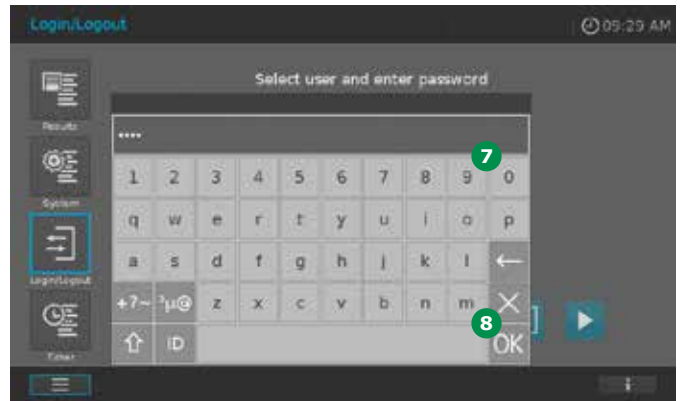 Login/Logout 09:29 AM
Select user and enter password
Results
••••
7
1 2 3 4 5 6 7 8 9 0
System
q w e r t y u i o p
a s d f g h j k l ←
Login/Logout
+?~ ³µ@ z x c v b n m X
8
ID OK
Timer
i